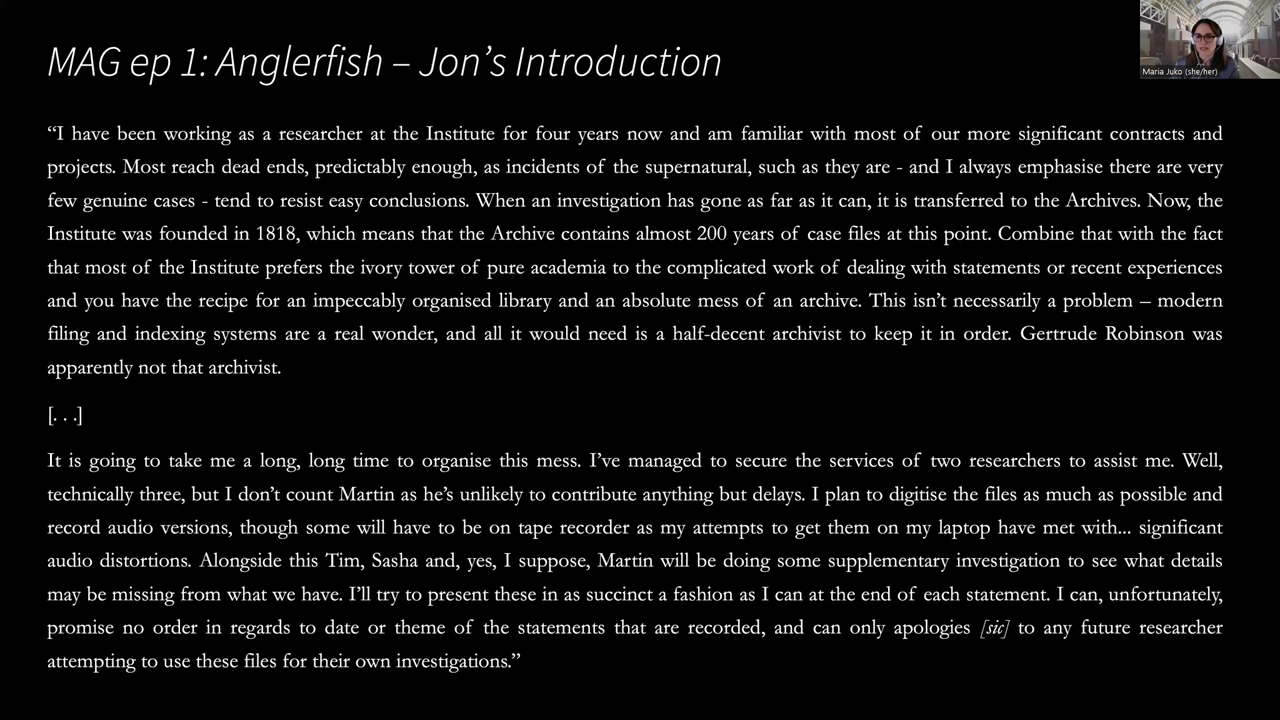 MAG ep 1: Anglerfish – Jon's Introduction
Maria Juko (she/her)
“I have been working as a researcher at the Institute for four years now and am familiar with most of our more significant contracts and
projects. Most reach dead ends, predictably enough, as incidents of the supernatural, such as they are - and I always emphasise there are very
few genuine cases - tend to resist easy conclusions. When an investigation has gone as far as it can, it is transferred to the Archives. Now, the
Institute was founded in 1818, which means that the Archive contains almost 200 years of case files at this point. Combine that with the fact
that most of the Institute prefers the ivory tower of pure academia to the complicated work of dealing with statements or recent experiences
and you have the recipe for an impeccably organised library and an absolute mess of an archive. This isn’t necessarily a problem – modern
filing and indexing systems are a real wonder, and all it would need is a half-decent archivist to keep it in order. Gertrude Robinson was
apparently not that archivist.
[. . .]
It is going to take me a long, long time to organise this mess. I’ve managed to secure the services of two researchers to assist me. Well,
technically three, but I don’t count Martin as he’s unlikely to contribute anything but delays. I plan to digitise the files as much as possible and
record audio versions, though some will have to be on tape recorder as my attempts to get them on my laptop have met with... significant
audio distortions. Alongside this Tim, Sasha and, yes, I suppose, Martin will be doing some supplementary investigation to see what details
may be missing from what we have. I’ll try to present these in as succinct a fashion as I can at the end of each statement. I can, unfortunately,
promise no order in regards to date or theme of the statements that are recorded, and can only apologies [sic] to any future researcher
attempting to use these files for their own investigations.”